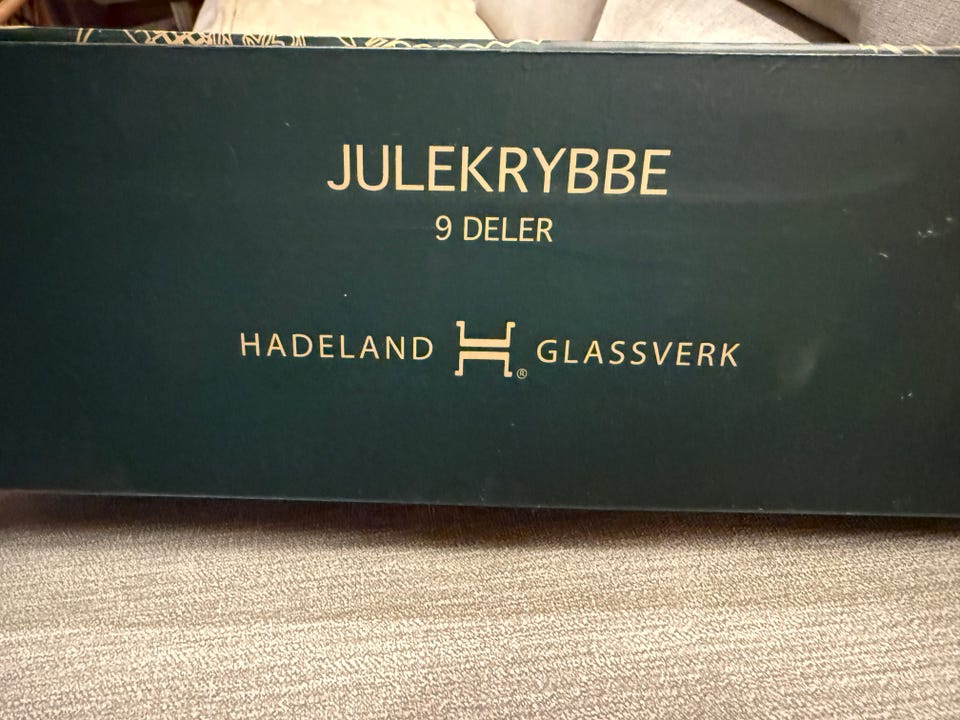 JULEKRYBBE
9 DELER
HADELAND H® GLASSVERK